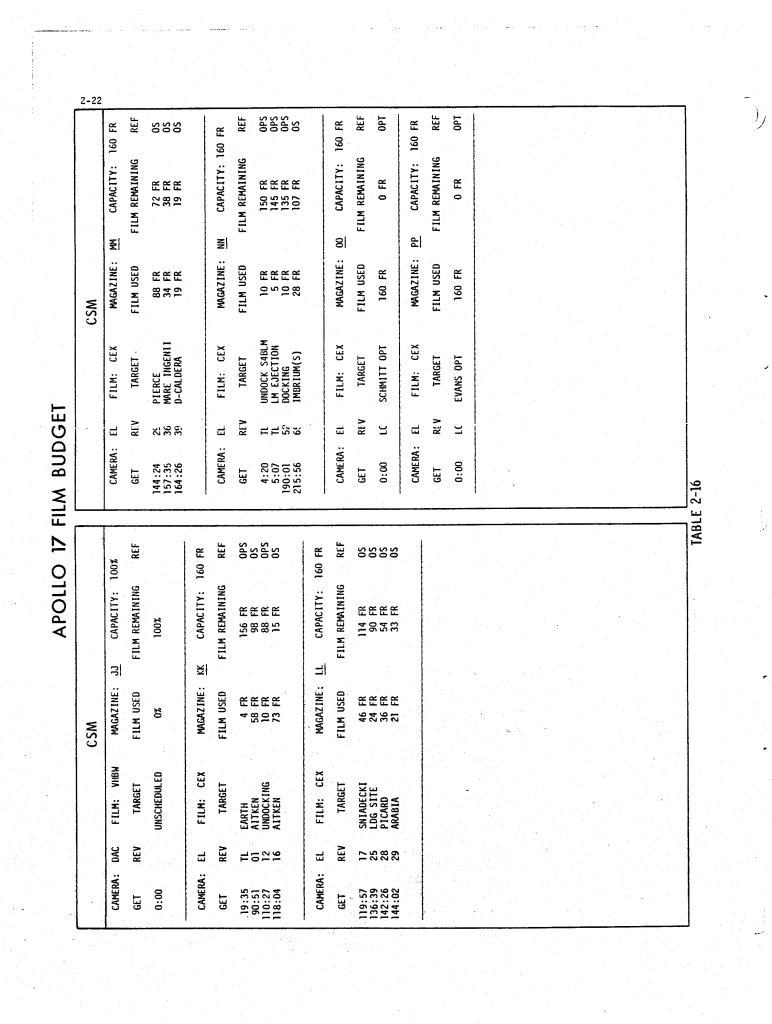 APOLLO 17 FILM BUDGET
CSM
CAMERA: DAC FILM: VHBW MAGAZINE: JJ CAPACITY: 100%
GET REV TARGET FILM USED FILM REMAINING REF
0:00 UNSCHEDULED 0% 100%
CAMERA: EL FILM: CEX MAGAZINE: KK CAPACITY: 160 FR
GET REV TARGET FILM USED FILM REMAINING REF
19:35 TL EARTH 4 FR 156 FR OPS
90:51 01 AITKEN 58 FR 98 FR OS
110:27 12 UNDOCKING 10 FR 88 FR OPS
118:04 16 AITKEN 73 FR 15 FR OS
CAMERA: EL FILM: CEX MAGAZINE: LL CAPACITY: 160 FR
GET REV TARGET FILM USED FILM REMAINING REF
119:57 17 SNIADECKI 46 FR 114 FR OS
136:39 25 LDG SITE 24 FR 90 FR OS
142:26 28 PICARD 36 FR 54 FR OS
144:02 29 ARABIA 21 FR 33 FR OS
CSM
2-22
CAMERA: EL FILM: CEX MAGAZINE: MM CAPACITY: 160 FR
GET REV TARGET FILM USED FILM REMAINING REF
144:24 29 PIERCE 88 FR 72 FR OS
157:35 36 MARE INGENII 34 FR 38 FR OS
164:26 39 D-CALDERA 19 FR 19 FR OS
CAMERA: EL FILM: CEX MAGAZINE: NN CAPACITY: 160 FR
GET REV TARGET FILM USED FILM REMAINING REF
4:20 TL UNDOCK S4BLM 10 FR 150 FR OPS
5:07 TL LM EJECTION 5 FR 145 FR OPS
190:01 52 DOCKING 10 FR 135 FR OPS
215:56 65 IMBRIUM(S) 28 FR 107 FR OS
CAMERA: EL FILM: CEX MAGAZINE: OO CAPACITY: 160 FR
GET REV TARGET FILM USED FILM REMAINING REF
0:00 LC SCHMITT OPT 160 FR 0 FR OPT
CAMERA: EL FILM: CEX MAGAZINE: PP CAPACITY: 160 FR
GET REV TARGET FILM USED FILM REMAINING REF
0:00 LC EVANS OPT 160 FR 0 FR OPT
TABLE 2-16